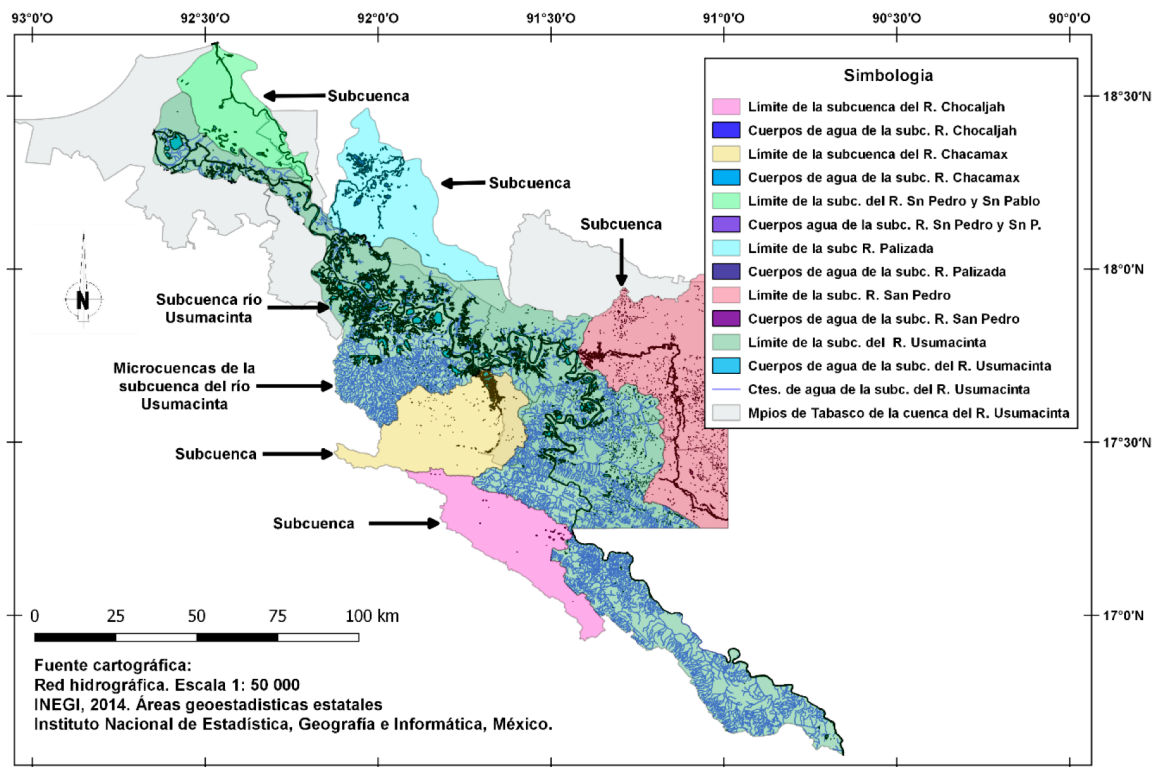 93°0'O 92°5'O 92°0'O 91°3'O 91°0'O 90°5'O 90°0'O
Simbologia
Límite de la subcuenca del R. Chocaljah
Cuerpos de agua de la subc. R. Chocaljah
Límite de la subcuenca del R. Chacamax
Cuerpos de agua de la subc. R. Chacamax
Límite de la subc. del R. Sn Pedro y Sn Pablo
Cuerpos agua de la subc. R. Sn Pedro y Sn P.
Límite de la subc R. Palizada
Cuerpos de agua de la subc. R. Palizada
Límite de la subc. R. San Pedro
Cuerpos de agua de la subc. R. San Pedro
Límite de la subc. del R. Usumacinta
Cuerpos de agua de la subc. del R. Usumacinta
Ctes. de agua de la subc. del R. Usumacinta
Mpios de Tabasco de la cuenca del R. Usumacinta
18°30'N
18°0'N
17°30'N
17°0'N
Subcuenca
Subcuenca
Subcuenca
N
Subcuenca río
Usumacinta
Microcuencas de la
subcuenca del río
Usumacinta
Subcuenca
Subcuenca
0 25 50 75 100 km
Fuente cartográfica:
Red hidrográfica. Escala 1: 50 000
INEGI, 2014. Áreas geoestadisticas estatales
Instituto Nacional de Estadística, Geografía e Informática, México.